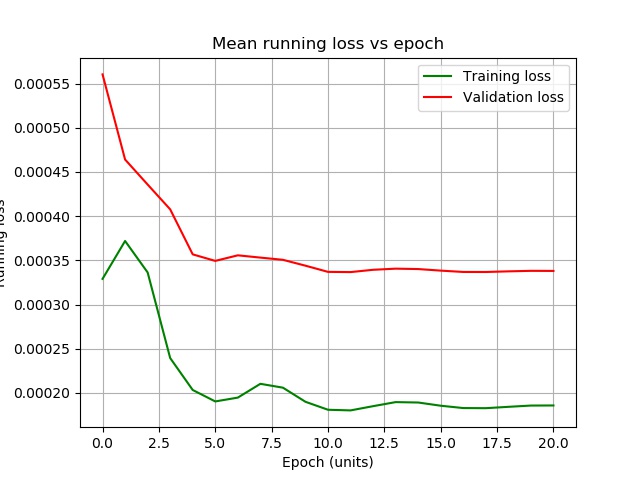 Mean running loss vs epoch
Training loss
Validation loss
0.00055
0.00050
0.00045
0.00040
0.00035
0.00030
0.00025
0.00020
0.0 2.5 5.0 7.5 10.0 12.5 15.0 17.5 20.0
Epoch (units)
loss